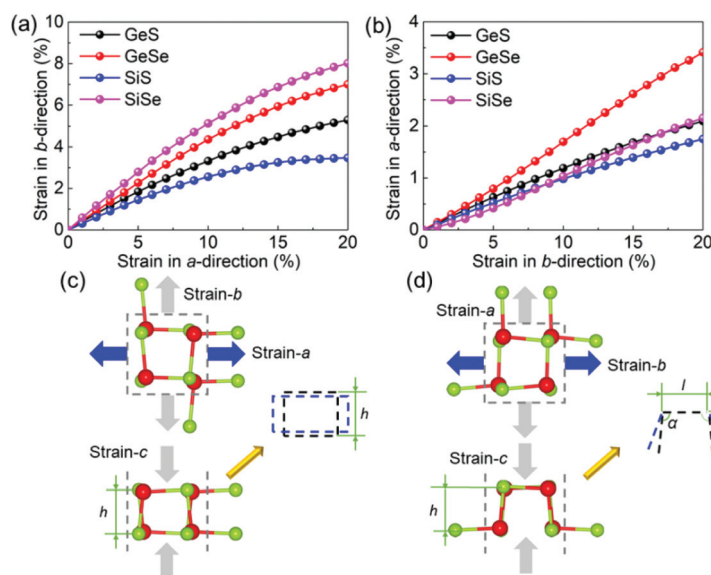 (a)
10
8
6
4
2
0
0
5
10
15
20
GeS
GeSe
SiS
SiSe
Strain in b-direction (%)
Strain in a-direction (%)
(b)
4
3
2
1
0
0
5
10
15
20
GeS
GeSe
SiS
SiSe
Strain in a-direction (%)
Strain in b-direction (%)
(c)
Strain-b
Strain-a
h
Strain-c
h
(d)
Strain-a
Strain-b
l
α
Strain-c
h